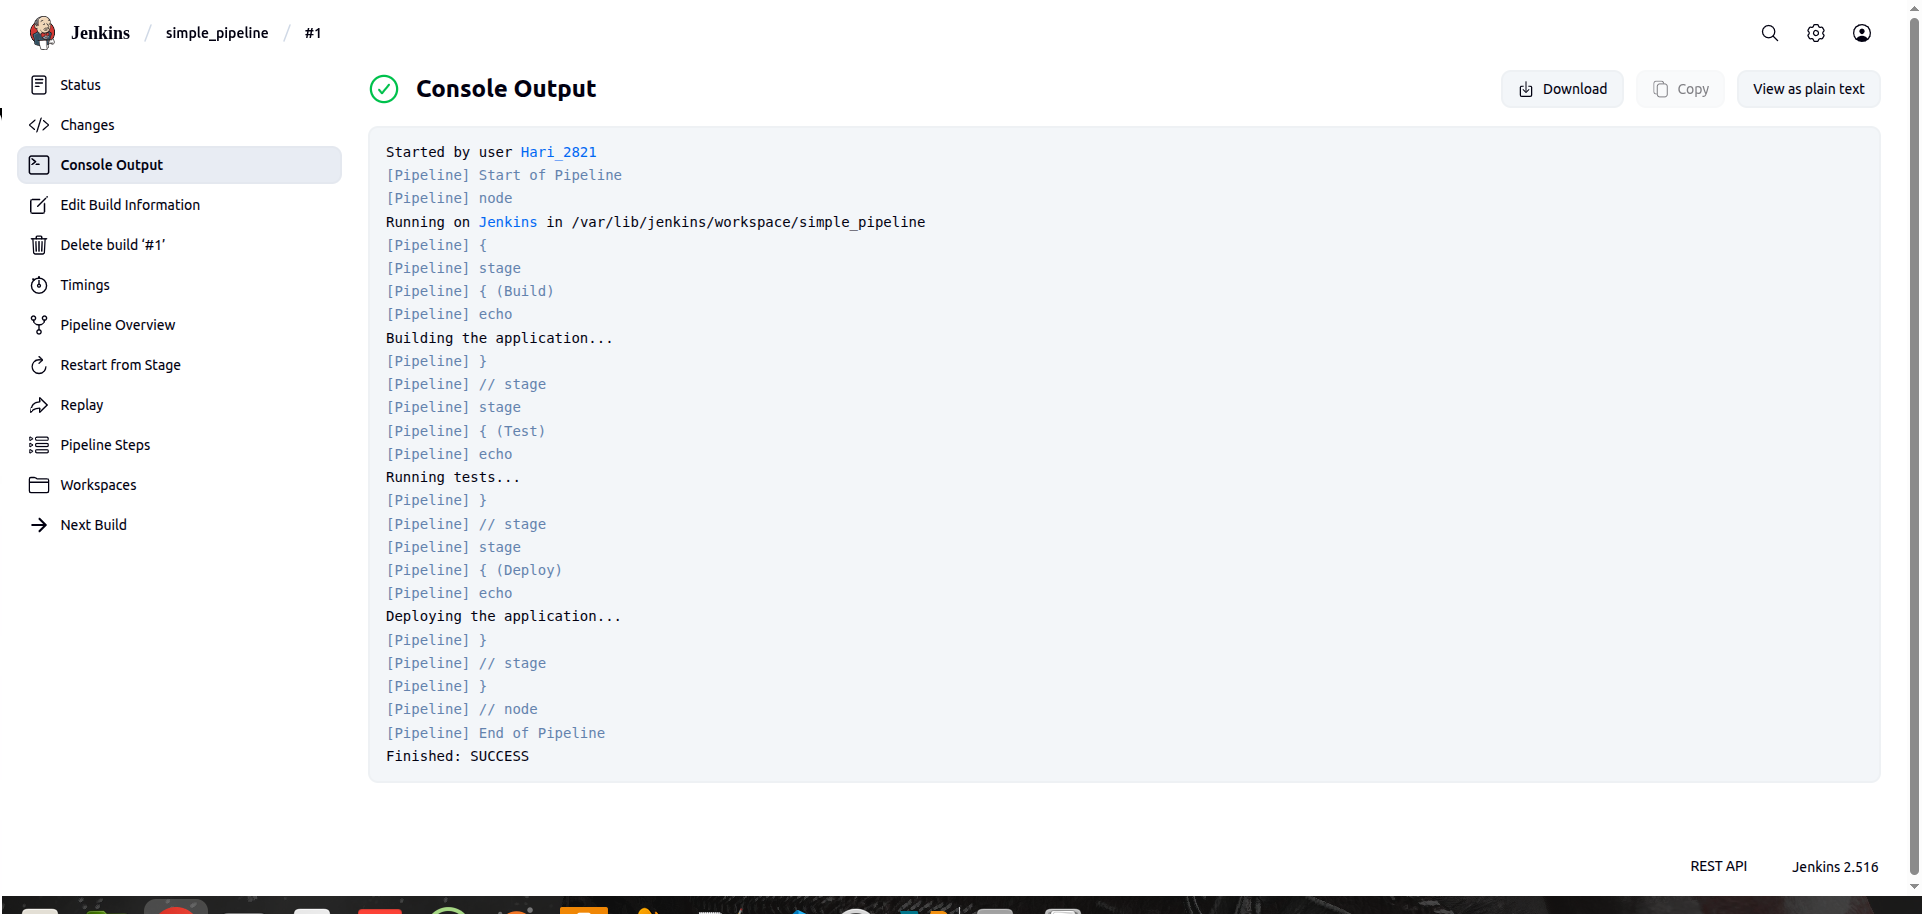 Jenkins / simple_pipeline / #1
Status
Changes
Console Output
Edit Build Information
Delete build ‘#1’
Timings
Pipeline Overview
Restart from Stage
Replay
Pipeline Steps
Workspaces
Next Build
Console Output
Download
Copy
View as plain text
Started by user Hari_2821
[Pipeline] Start of Pipeline
[Pipeline] node
Running on Jenkins in /var/lib/jenkins/workspace/simple_pipeline
[Pipeline] {
[Pipeline] stage
[Pipeline] { (Build)
[Pipeline] echo
Building the application...
[Pipeline] }
[Pipeline] // stage
[Pipeline] stage
[Pipeline] { (Test)
[Pipeline] echo
Running tests...
[Pipeline] }
[Pipeline] // stage
[Pipeline] stage
[Pipeline] { (Deploy)
[Pipeline] echo
Deploying the application...
[Pipeline] }
[Pipeline] // stage
[Pipeline] }
[Pipeline] // node
[Pipeline] End of Pipeline
Finished: SUCCESS
REST API
Jenkins 2.516